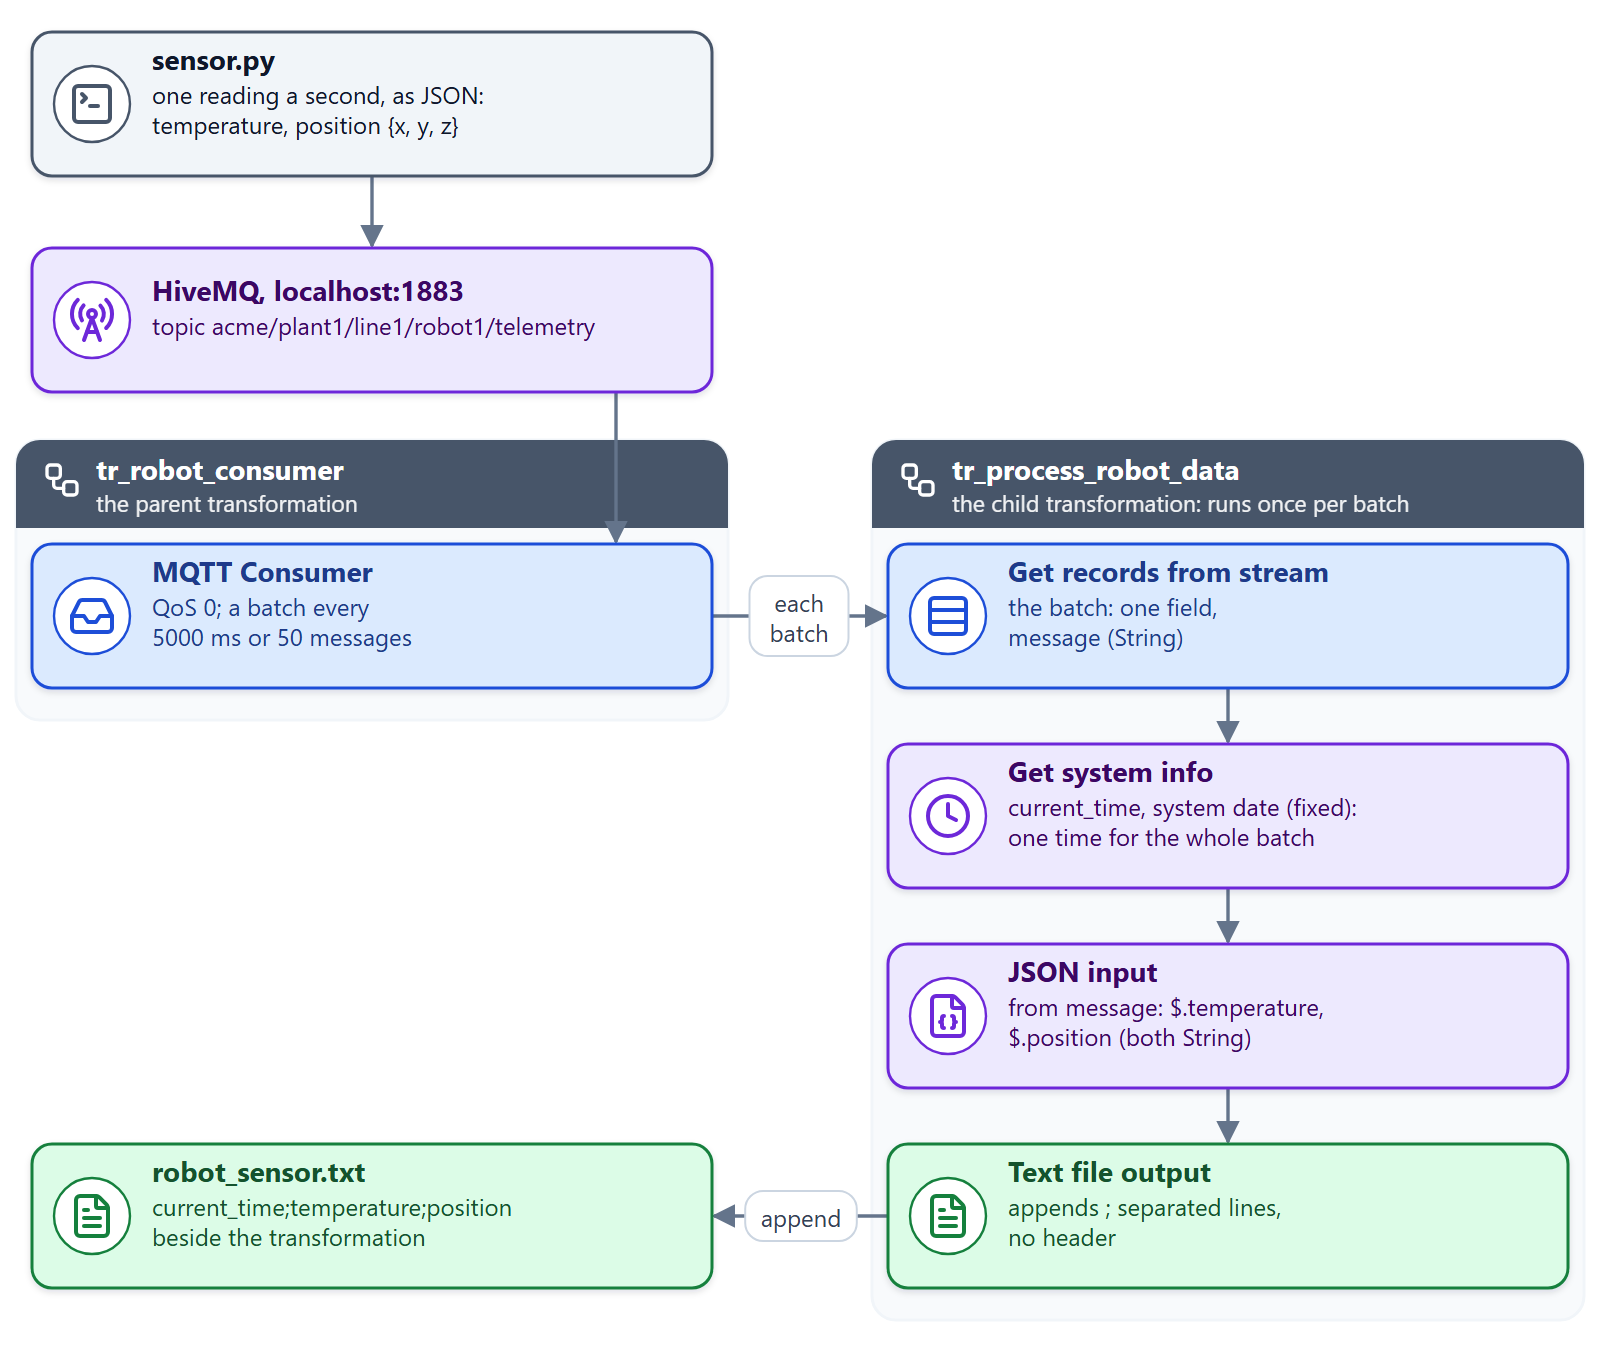 sensor.py
one reading a second, as JSON:
temperature, position {x, y, z}
HiveMQ, localhost:1883
topic acme/plant1/line1/robot1/telemetry
tr_robot_consumer
the parent transformation
MQTT Consumer
QoS 0; a batch every
5000 ms or 50 messages
each
batch
tr_process_robot_data
the child transformation: runs once per batch
Get records from stream
the batch: one field,
message (String)
Get system info
current_time, system date (fixed):
one time for the whole batch
JSON input
from message: $.temperature,
$.position (both String)
Text file output
appends ; separated lines,
no header
append
robot_sensor.txt
current_time;temperature;position
beside the transformation